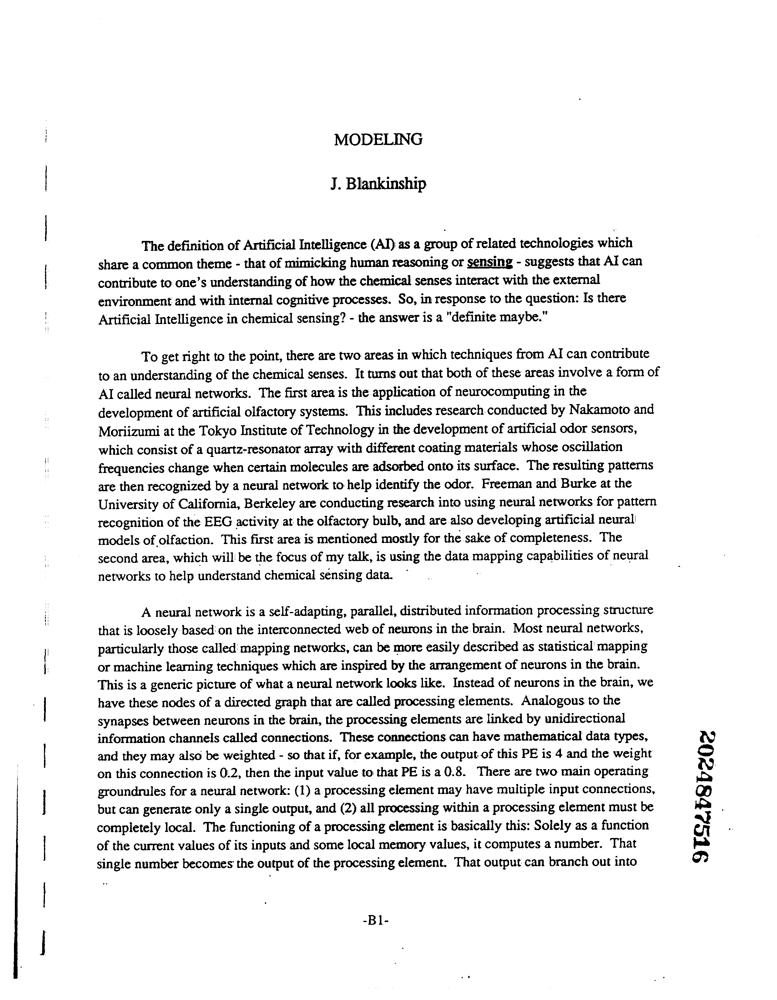 MODELING
J. Blankinship
The definition of Artificial Intelligence (AI) as a group of related technologies which
share a common theme - that of mimicking human reasoning or sensing - suggests that AI can
contribute to one's understanding of how the chemical senses interact with the external
environment and with internal cognitive processes. So, in response to the question: Is there
Artificial Intelligence in chemical sensing? - the answer is a "definite maybe."
To get right to the point, there are two areas in which techniques from AI can contribute
to an understanding of the chemical senses. It turns out that both of these areas involve a form of
AI called neural networks. The first area is the application of neurocomputing in the
development of artificial olfactory systems. This includes research conducted by Nakamoto and
Moriizumi at the Tokyo Institute of Technology in the development of artificial odor sensors,
which consist of a quartz-resonator array with different coating materials whose oscillation
frequencies change when certain molecules are adsorbed onto its surface. The resulting patterns
are then recognized by a neural network to help identify the odor. Freeman and Burke at the
University of California, Berkeley are conducting research into using neural networks for pattern
recognition of the EEG activity at the olfactory bulb, and are also developing artificial neural
models of olfaction. This first area is mentioned mostly for the sake of completeness. The
second area, which will be the focus of my talk, is using the data mapping capabilities of neural
networks to help understand chemical sensing data.
A neural network is a self-adapting, parallel, distributed information processing structure
that is loosely based on the interconnected web of neurons in the brain. Most neural networks,
particularly those called mapping networks, can be more easily described as statistical mapping
or machine learning techniques which are inspired by the arrangement of neurons in the brain.
This is a generic picture of what a neural network looks like. Instead of neurons in the brain, we
have these nodes of a directed graph that are called processing elements. Analogous to the
synapses between neurons in the brain, the processing elements are linked by unidirectional
information channels called connections. These connections can have mathematical data types,
and they may also be weighted - so that if, for example, the output of this PE is 4 and the weight
on this connection is 0.2, then the input value to that PE is a 0.8. There are two main operating
groundrules for a neural network: (1) a processing element may have multiple input connections,
but can generate only a single output, and (2) all processing within a processing element must be
completely local. The functioning of a processing element is basically this: Solely as a function
of the current values of its inputs and some local memory values, it computes a number. That
single number becomes the output of the processing element. That output can branch out into
-B1-
2024847516